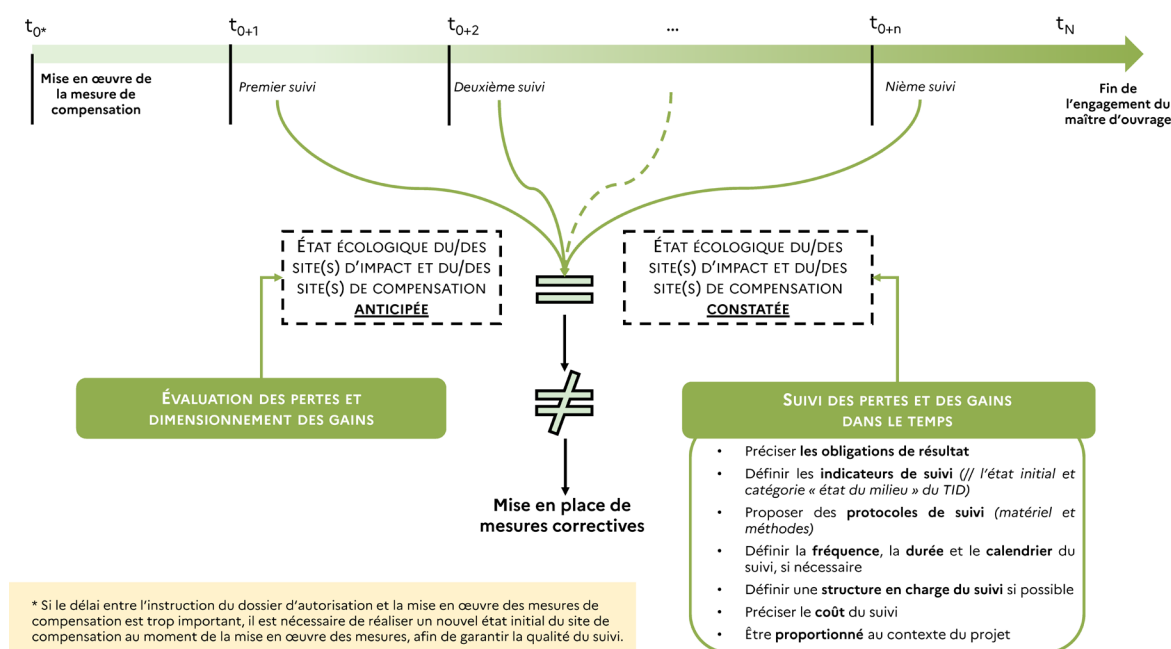 t0*
t0+1
t0+2
...
t0+n
tN
Mise en œuvre de
la mesure de
compensation
Premier suivi
Deuxième suivi
Nième suivi
Fin de
l'engagement du
maître d'ouvrage
ÉTAT ÉCOLOGIQUE DU/DES
SITE(S) D'IMPACT ET DU/DES
SITE(S) DE COMPENSATION
ANTICIPÉE
=
ÉTAT ÉCOLOGIQUE DU/DES
SITE(S) D'IMPACT ET DU/DES
SITE(S) DE COMPENSATION
CONSTATÉE
≠
ÉVALUATION DES PERTES ET
DIMENSIONNEMENT DES GAINS
Mise en place de
mesures correctives
SUIVI DES PERTES ET DES GAINS
DANS LE TEMPS
• Préciser les obligations de résultat
• Définir les indicateurs de suivi (// l'état initial et
catégorie « état du milieu » du TID)
• Proposer des protocoles de suivi (matériel et
méthodes)
• Définir la fréquence, la durée et le calendrier du
suivi, si nécessaire
• Définir une structure en charge du suivi si possible
• Préciser le coût du suivi
• Être proportionné au contexte du projet
* Si le délai entre l'instruction du dossier d'autorisation et la mise en œuvre des mesures de
compensation est trop important, il est nécessaire de réaliser un nouvel état initial du site de
compensation au moment de la mise en œuvre des mesures, afin de garantir la qualité du suivi.